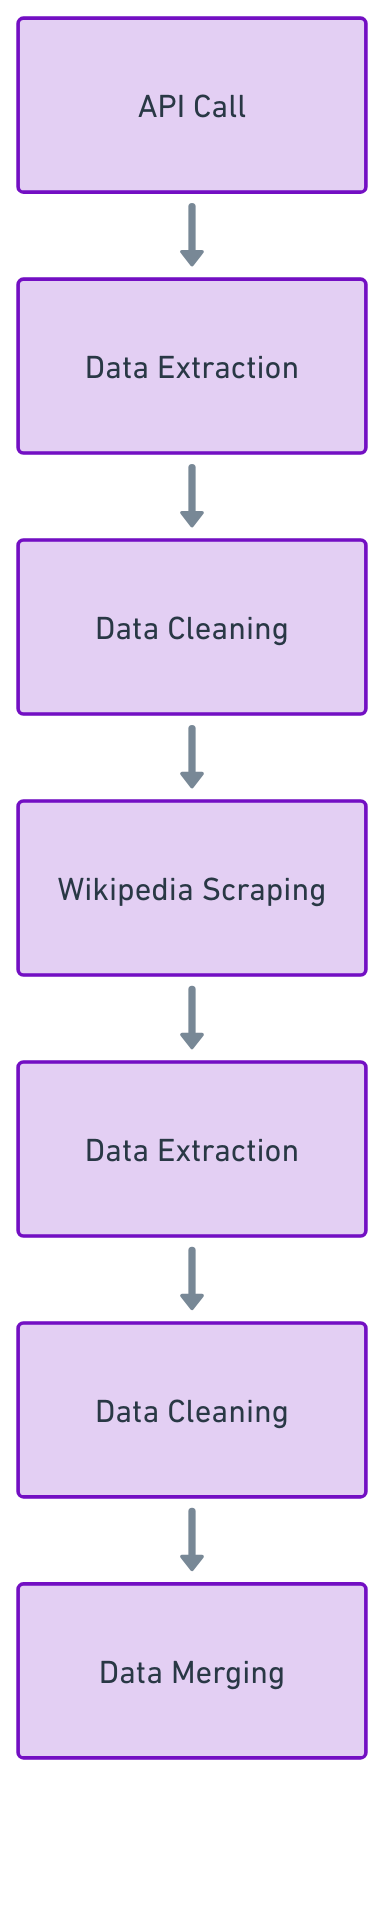 API Call
Data Extraction
Data Cleaning
Wikipedia Scraping
Data Extraction
Data Cleaning
Data Merging